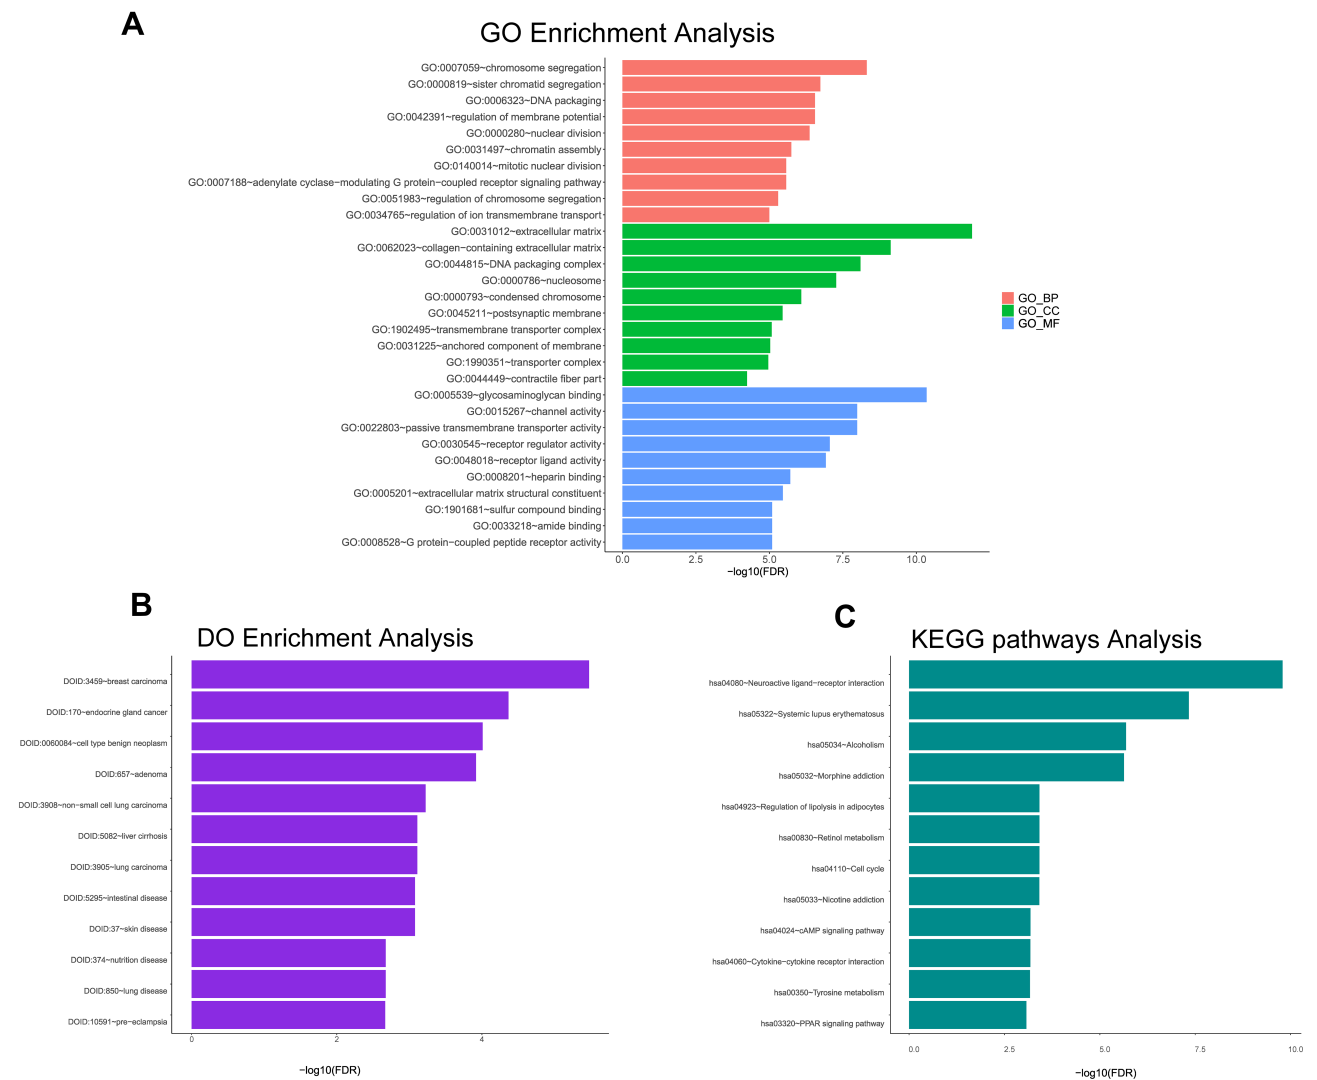 A
GO Enrichment Analysis
GO:0007059~chromosome segregation
GO:0000819~sister chromatid segregation
GO:0006323~DNA packaging
GO:0042391~regulation of membrane potential
GO:0000280~nuclear division
GO:0031497~chromatin assembly
GO:0140014~mitotic nuclear division
GO:0007188~adenylate cyclase−modulating G protein−coupled receptor signaling pathway
GO:0051983~regulation of chromosome segregation
GO:0034765~regulation of ion transmembrane transport
GO:0031012~extracellular matrix
GO:0062023~collagen−containing extracellular matrix
GO:0044815~DNA packaging complex
GO:0000786~nucleosome
GO:0000793~condensed chromosome
GO:0045211~postsynaptic membrane
GO:1902495~transmembrane transporter complex
GO:0031225~anchored component of membrane
GO:1990351~transporter complex
GO:0044449~contractile fiber part
GO:0005539~glycosaminoglycan binding
GO:0015267~channel activity
GO:0022803~passive transmembrane transporter activity
GO:0030545~receptor regulator activity
GO:0048018~receptor ligand activity
GO:0008201~heparin binding
GO:0005201~extracellular matrix structural constituent
GO:1901681~sulfur compound binding
GO:0033218~amide binding
GO:0008528~G protein−coupled peptide receptor activity
0.0 2.5 5.0 7.5 10.0
−log10(FDR)
GO_BP
GO_CC
GO_MF
B
DO Enrichment Analysis
DOID:3459~breast carcinoma
DOID:170~endocrine gland cancer
DOID:0060084~cell type benign neoplasm
DOID:657~adenoma
DOID:3908~non−small cell lung carcinoma
DOID:5082~liver cirrhosis
DOID:3905~lung carcinoma
DOID:5295~intestinal disease
DOID:37~skin disease
DOID:374~nutrition disease
DOID:850~lung disease
DOID:10591~pre−eclampsia
0 2 4
−log10(FDR)
C
KEGG pathways Analysis
hsa04080~Neuroactive ligand−receptor interaction
hsa05322~Systemic lupus erythematosus
hsa05034~Alcoholism
hsa05032~Morphine addiction
hsa04923~Regulation of lipolysis in adipocytes
hsa00830~Retinol metabolism
hsa04110~Cell cycle
hsa05033~Nicotine addiction
hsa04024~cAMP signaling pathway
hsa04060~Cytokine−cytokine receptor interaction
hsa00350~Tyrosine metabolism
hsa03320~PPAR signaling pathway
0.0 2.5 5.0 7.5 10.0
−log10(FDR)